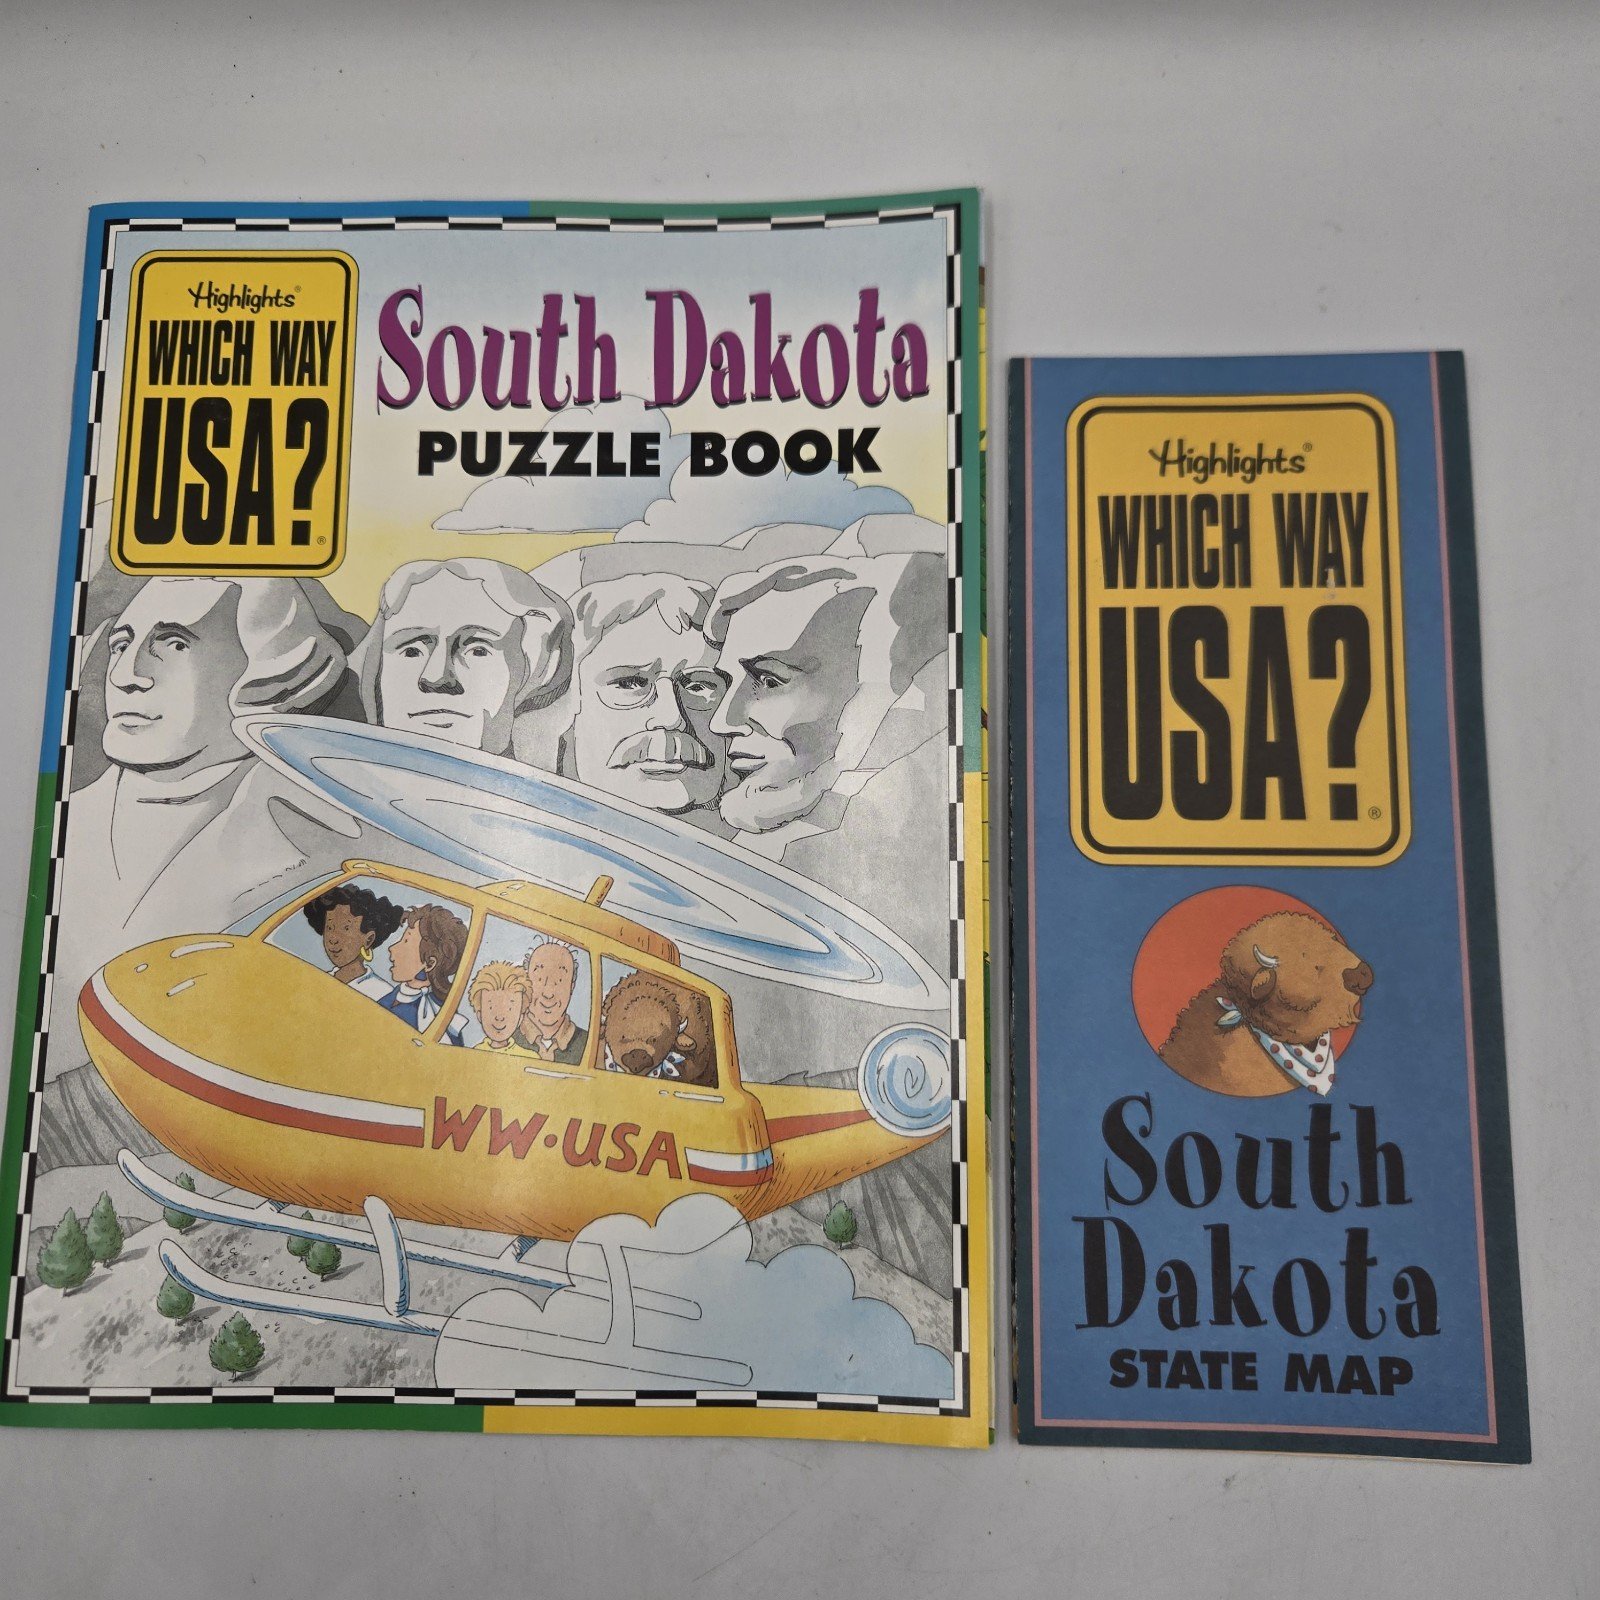 Highlights®
WHICH WAY
USA?®
South Dakota
PUZZLE BOOK
WW·USA
Highlights®
WHICH WAY
USA?®
South
Dakota
STATE MAP